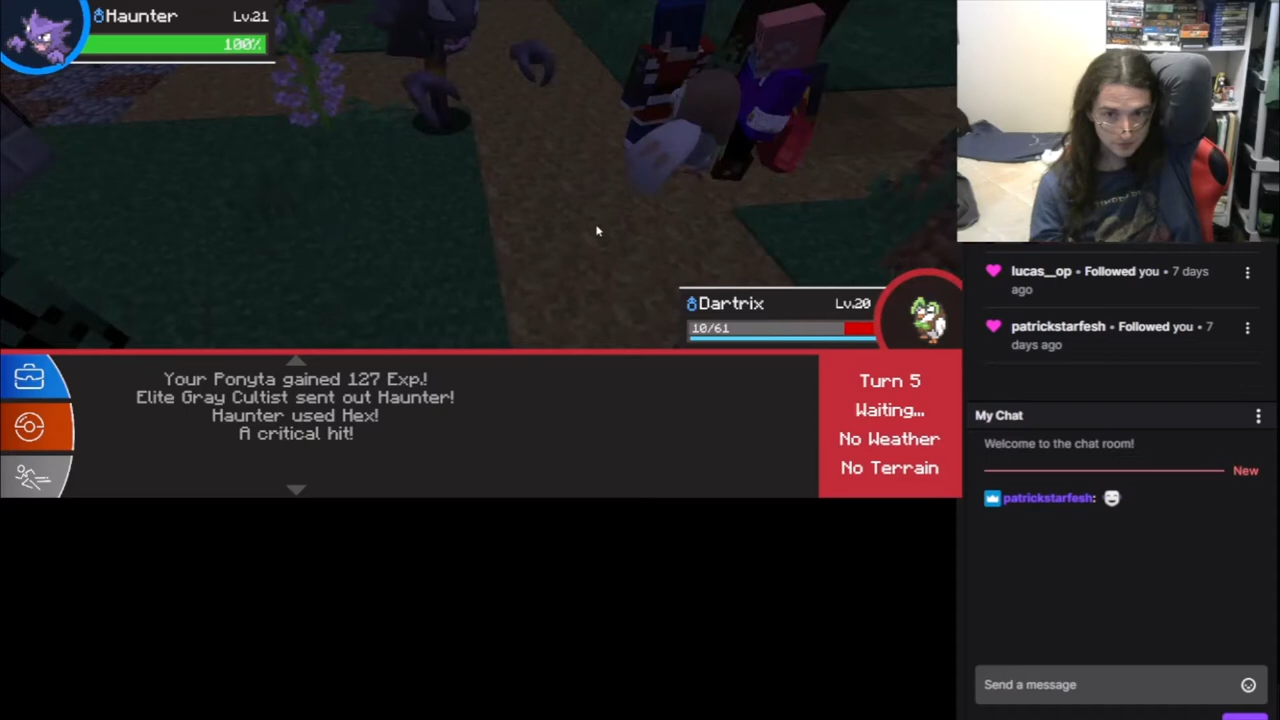 Haunter Lv.21
100%
Dartrix Lv.20
10/61
Your Ponyta gained 127 Exp.!
Elite Gray Cultist sent out Haunter!
Haunter used Hex!
A critical hit!
Turn 5
Waiting...
No Weather
No Terrain
lucas__op • Followed you • 7 days
ago
patrickstarfesh • Followed you • 7
days ago
My Chat
Welcome to the chat room!
New
patrickstarfesh:
Send a message